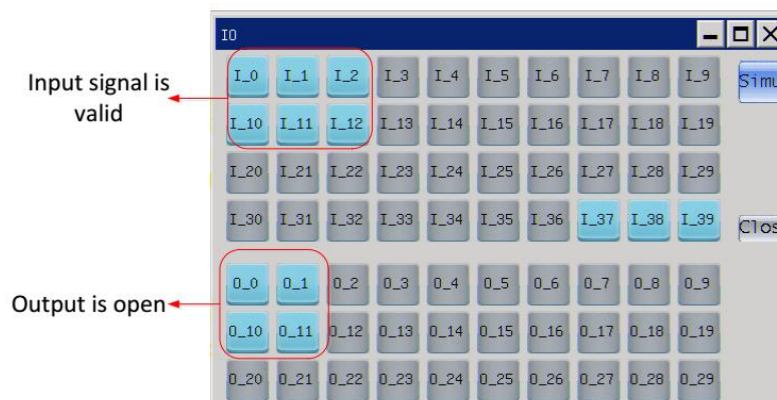 IO
Input signal is
valid
I_0 I_1 I_2 I_3 I_4 I_5 I_6 I_7 I_8 I_9
Simu
I_10 I_11 I_12 I_13 I_14 I_15 I_16 I_17 I_18 I_19
I_20 I_21 I_22 I_23 I_24 I_25 I_26 I_27 I_28 I_29
I_30 I_31 I_32 I_33 I_34 I_35 I_36 I_37 I_38 I_39
Clos
Output is open
O_0 O_1 O_2 O_3 O_4 O_5 O_6 O_7 O_8 O_9
O_10 O_11 O_12 O_13 O_14 O_15 O_16 O_17 O_18 O_19
O_20 O_21 O_22 O_23 O_24 O_25 O_26 O_27 O_28 O_29